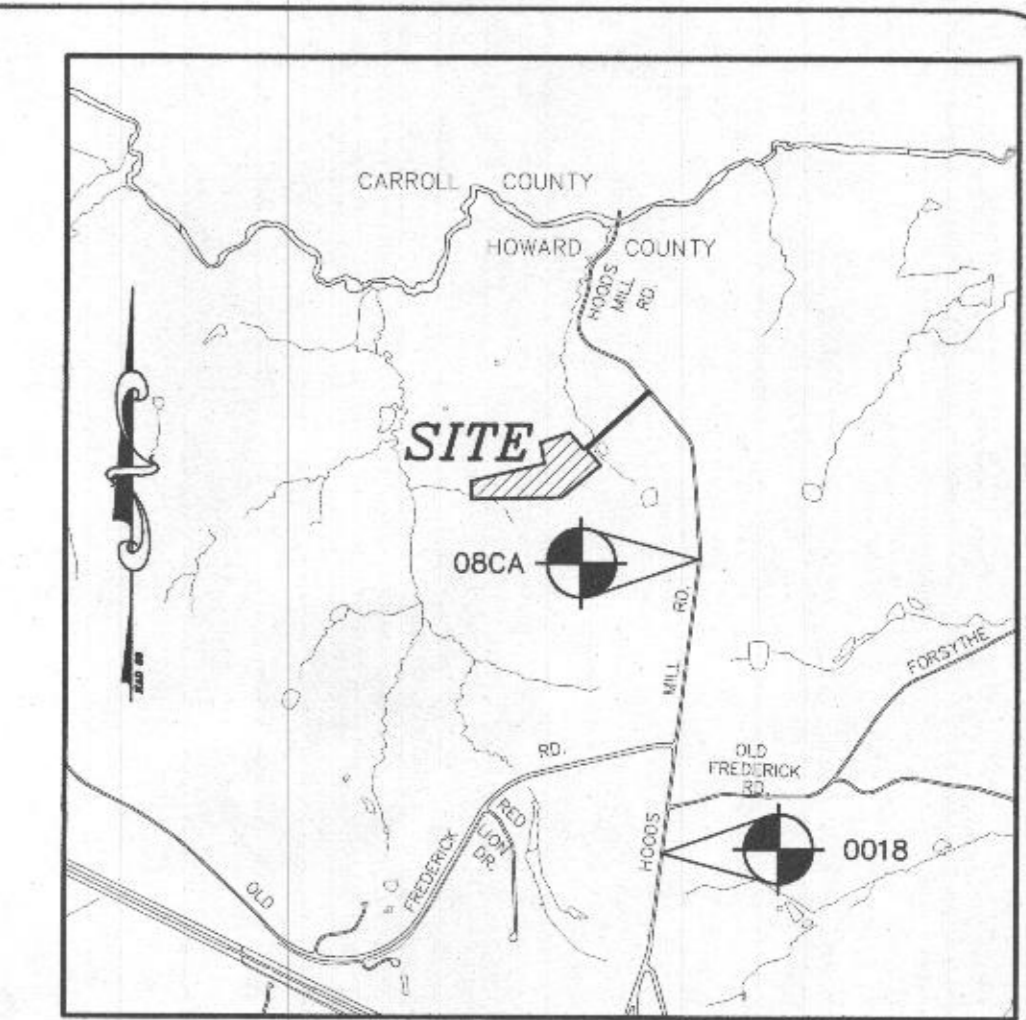 CARROLL COUNTY
HOWARD COUNTY
HOODS
MILL
RD.
SITE
08CA
RD.
MILL
FORSYTHE
RD.
OLD
FREDERICK
RD.
RED
LION
DR.
HOODS
0018
FREDERICK
OLD